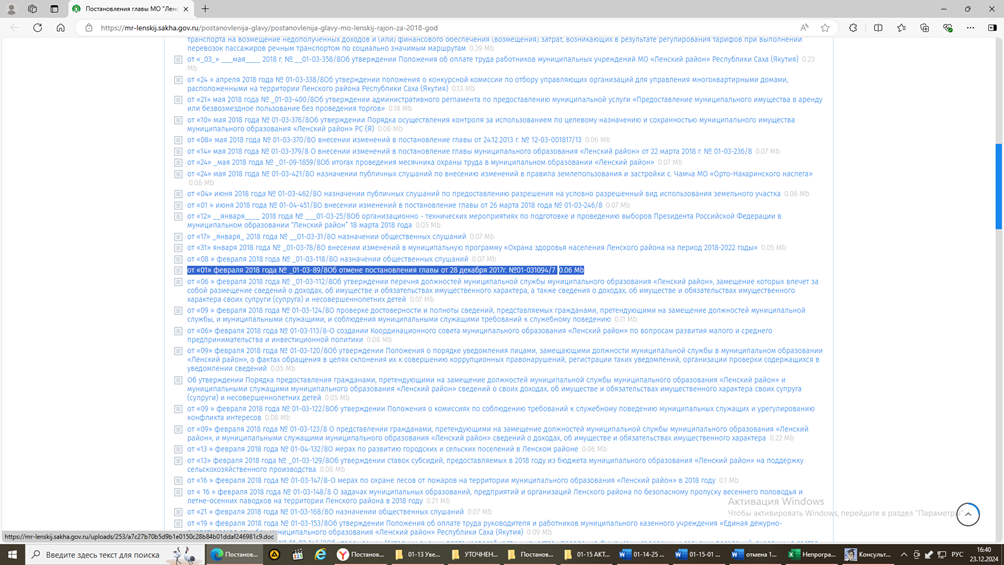 Постановления главы МО "Лен
https://mr-lenskij.sakha.gov.ru/postanovlenija-glavy/postanovlenija-glavy-mo-lenskij-rajon-za-2018-god
транспорта на возмещение недополученных доходов и (или) финансового обеспечения (возмещения) затрат, возникающих в результате регулирования тарифов при выполнении
перевозок пассажиров речным транспортом по социально значимым маршрутам 0.39 Mb
от «_03_» ___мая____ 2018 г. № __01-03-358/8Об утверждении Положения об оплате труда работников муниципальных учреждений МО «Ленский район» Республики Саха (Якутия) 0.23
Mb
от «24 » апреля 2018 года № 01-03-338/8Об утверждении положения о конкурсной комиссии по отбору управляющих организаций для управления многоквартирными домами,
расположенными на территории Ленского района Республики Саха (Якутия) 0.13 Mb
от «21» мая 2018 года № 01-03-400/8Об утверждении административного регламента по предоставлению муниципальной услуги «Предоставление муниципального имущества в аренду
или безвозмездное пользование без проведения торгов» 0.18 Mb
от «10» мая 2018 года № 01-03-376/8Об утверждении Порядка осуществления контроля за использованием по целевому назначению и сохранностью муниципального имущества
муниципального образования «Ленский район» РС (Я) 0.06 Mb
от «08» мая 2018 года № 01-03-370/8О внесении изменений в постановление главы от 24.12.2013 г. № 12-03-001817/13 0.06 Mb
от «14» мая 2018 года № 01-03-379/8 О внесении изменений в постановление главы муниципального образования «Ленский район» от 22 марта 2018 г. № 01-03-236/8 0.07 Mb
от «24» _мая 2018 года № _01-09-1859/9Об итогах проведения месячника охраны труда в муниципальном образовании «Ленский район» 0.07 Mb
от «24» мая 2018 года № 01-03-421/8О назначении публичных слушаний по внесению изменений в правила землепользования и застройки с. Чамча МО «Орто-Нахаринского наслега»
0.06 Mb
от «04» июня 2018 года № 01-03-462/8О назначении публичных слушаний по предоставлению разрешения на условно разрешенный вид использования земельного участка 0.06 Mb
от «01 » июня 2018 года № 01-04-451/8О внесении изменений в постановление главы от 26 марта 2018 года № 01-03-246/8 0.07 Mb
от «12» __января____ 2018 года № ___01-03-25/8Об организационно - технических мероприятиях по подготовке и проведению выборов Президента Российской Федерации в
муниципальном образовании "Ленский район" 18 марта 2018 года 0.05 Mb
от «17» _января_ 2018 года № __01-03-31/8О назначении общественных слушаний 0.07 Mb
от «31» января 2018 года № 01-03-78/8О внесении изменений в муниципальную программу «Охрана здоровья населения Ленского района на период 2018-2022 годы» 0.05 Mb
от «08 » февраля 2018 года № 01-03-118/8О назначении общественных слушаний 0.07 Mb
от «01» февраля 2018 года № _01-03-89/8Об отмене постановления главы от 28 декабря 2017г. №01-031094/7 0.06 Mb
от «06 » февраля 2018 года № _01-03-112/8Об утверждении перечня должностей муниципальной службы муниципального образования «Ленский район», замещение которых влечет за
собой размещение сведений о доходах, об имуществе и обязательствах имущественного характера, а также сведения о доходах, об имуществе и обязательствах имущественного
характера своих супруги (супруга) и несовершеннолетних детей 0.07 Mb
от «09 » февраля 2018 года № 01-03-124/8О проверке достоверности и полноты сведений, представляемых гражданами, претендующими на замещение должностей муниципальной
службы, и муниципальными служащими, и соблюдения муниципальными служащими требований к служебному поведению 0.11 Mb
от «06» февраля 2018 года № 01-03-113/8-О создании Координационного совета муниципального образования «Ленский район» по вопросам развития малого и среднего
предпринимательства и инвестиционной политики 0.08 Mb
от «09» февраля 2018 года № 01-03-120/8Об утверждении Положения о порядке уведомления лицами, замещающими должности муниципальной службы в муниципальном образовании
«Ленский район», о фактах обращения в целях склонения их к совершению коррупционных правонарушений, регистрации таких уведомлений, организации проверки содержащихся в
уведомлении сведений 0.05 Mb
Об утверждении Порядка предоставления гражданами, претендующими на замещение должностей муниципальной службы муниципального образования «Ленский район» и
муниципальными служащими муниципального образования «Ленский район» сведений о своих доходах, об имуществе и обязательствах имущественного характера своих супруга
(супруги) и несовершеннолетних детей 0.05 Mb
от «09 » февраля 2018 года № 01-03-122/8Об утверждении Положения о комиссиях по соблюдению требований к служебному поведению муниципальных служащих и урегулированию
конфликта интересов 0.08 Mb
от «09 » февраля 2018 года № 01-03-123/8 О представлении гражданами, претендующими на замещение должностей муниципальной службы муниципального образования «Ленский
район», и муниципальными служащими муниципального образования «Ленский район» сведений о доходах, об имуществе и обязательствах имущественного характера 0.22 Mb
от «13 » февраля 2018 года № 01-04-132/8О мерах по развитию городских и сельских поселений в Ленском районе 0.06 Mb
от «13» февраля 2018 года № _01-03-129/8Об утверждении ставок субсидий, предоставляемых в 2018 году из бюджета муниципального образования «Ленский район» на поддержку
сельскохозяйственного производства 0.08 Mb
от «16 » февраля 2018 года № 01-03-147/8-О мерах по охране лесов от пожаров на территории муниципального образования «Ленский район» в 2018 году 0.1 Mb
от « 16 » февраля 2018 года № 01-03-148/8 О задачах муниципальных образований, предприятий и организаций Ленского района по безопасному пропуску весеннего половодья и
летне-осенних паводков на территории Ленского района в 2018 году 0.21 Mb
от «21 » февраля 2018 года № 01-03-168/8О назначении общественных слушаний 0.07 Mb
от «19 » февраля 2018 года № 01-03-153/8Об утверждении Положения об оплате труда руководителя и работников муниципального казенного учреждения «Единая дежурно-
муниципального образования «Ленский район» Республики Саха (Якутия) 0.09 Mb
Активация Windows
Чтобы активировать Windows, перейдите в раздел "Параметры
https://mr-lenskij.sakha.gov.ru/uploads/253/a7c27b70b5d9b1e0150c28b84b01ddaf246981c9.doc
Введите здесь текст для поиска
Постанов...
Постанов...
01-13 Уве...
УТОЧНЕН...
Постанов...
01-15 АКТ...
01-14-25 ...
01-15-01 ...
отмена 1...
Непрогра...
Консульт...
РУС
16:40
23.12.2024